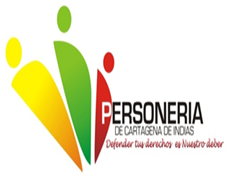 PERSONERIA
DE CARTAGENA DE INDIAS
Defender tus derechos es Nuestro deber